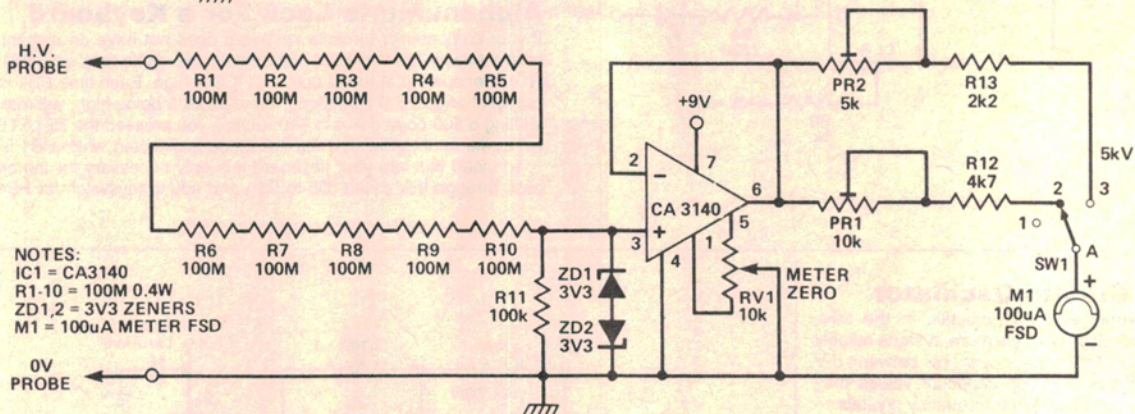 H.V.
PROBE
R1
100M
R2
100M
R3
100M
R4
100M
R5
100M
R6
100M
R7
100M
R8
100M
R9
100M
R10
100M
R11
100k
ZD1
3V3
ZD2
3V3
+9V
2
−
7
CA 3140
6
3
+
4
1
5
RV1
10k
METER
ZERO
PR2
5k
R13
2k2
PR1
10k
R12
4k7
5kV
1
2
3
A
SW1
+
M1
100uA
FSD
−
NOTES:
IC1 = CA3140
R1-10 = 100M 0.4W
ZD1,2 = 3V3 ZENERS
M1 = 100uA METER FSD
0V
PROBE